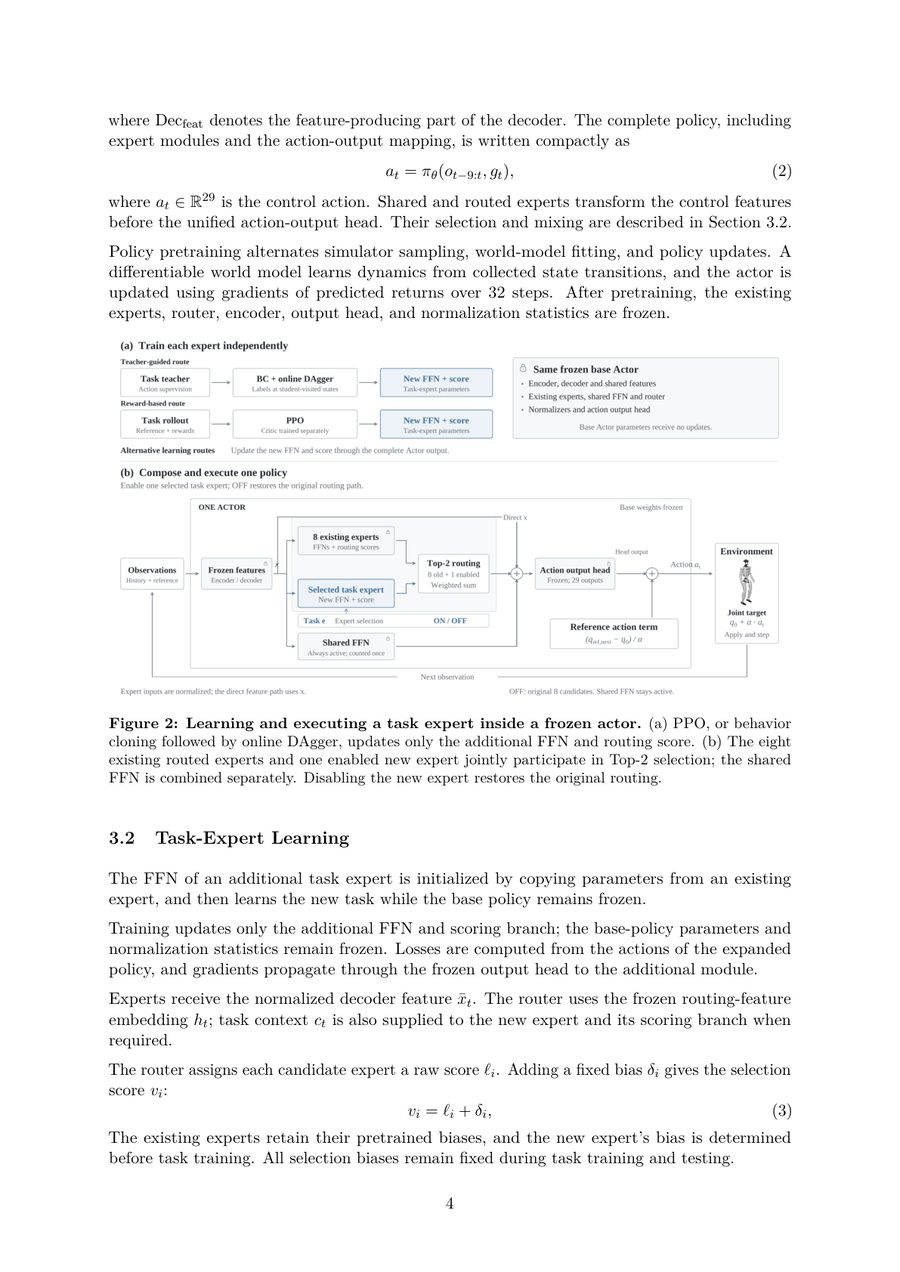 where Dec_feat denotes the feature-producing part of the decoder. The complete policy, including
expert modules and the action-output mapping, is written compactly as
a_t = π_θ(o_{t−9:t}, g_t), (2)
where a_t ∈ ℝ^29 is the control action. Shared and routed experts transform the control features
before the unified action-output head. Their selection and mixing are described in Section 3.2.
Policy pretraining alternates simulator sampling, world-model fitting, and policy updates. A
differentiable world model learns dynamics from collected state transitions, and the actor is
updated using gradients of predicted returns over 32 steps. After pretraining, the existing
experts, router, encoder, output head, and normalization statistics are frozen.
(a) Train each expert independently
Teacher-guided route
Task teacher
Action supervision
BC + online DAgger
Labels at student-visited states
New FFN + score
Task-expert parameters
Reward-based route
Task rollout
Reference + rewards
PPO
Critic trained separately
New FFN + score
Task-expert parameters
Alternative learning routes Update the new FFN and score through the complete Actor output.
Same frozen base Actor
• Encoder, decoder and shared features
• Existing experts, shared FFN and router
• Normalizers and action output head
Base Actor parameters receive no updates.
(b) Compose and execute one policy
Enable one selected task expert; OFF restores the original routing path.
ONE ACTOR
Base weights frozen
Direct x
Observations
History + reference
Frozen features
Encoder / decoder
x
8 existing experts
FFNs + routing scores
Selected task expert
New FFN + score
Task e Expert selection ON / OFF
Shared FFN
Always active; counted once
Top-2 routing
8 old + 1 enabled
Weighted sum
+
Action output head
Frozen; 29 outputs
Head output
+
Action a_t
Reference action term
(q_ref,next − q_0) / α
Environment
Joint target
q_0 + α · a_t
Apply and step
Next observation
Expert inputs are normalized; the direct feature path uses x.
OFF: original 8 candidates. Shared FFN stays active.
Figure 2: Learning and executing a task expert inside a frozen actor. (a) PPO, or behavior
cloning followed by online DAgger, updates only the additional FFN and routing score. (b) The eight
existing routed experts and one enabled new expert jointly participate in Top-2 selection; the shared
FFN is combined separately. Disabling the new expert restores the original routing.
3.2 Task-Expert Learning
The FFN of an additional task expert is initialized by copying parameters from an existing
expert, and then learns the new task while the base policy remains frozen.
Training updates only the additional FFN and scoring branch; the base-policy parameters and
normalization statistics remain frozen. Losses are computed from the actions of the expanded
policy, and gradients propagate through the frozen output head to the additional module.
Experts receive the normalized decoder feature x̄_t. The router uses the frozen routing-feature
embedding h_t; task context c_t is also supplied to the new expert and its scoring branch when
required.
The router assigns each candidate expert a raw score ℓ_i. Adding a fixed bias δ_i gives the selection
score v_i:
v_i = ℓ_i + δ_i, (3)
The existing experts retain their pretrained biases, and the new expert's bias is determined
before task training. All selection biases remain fixed during task training and testing.
4